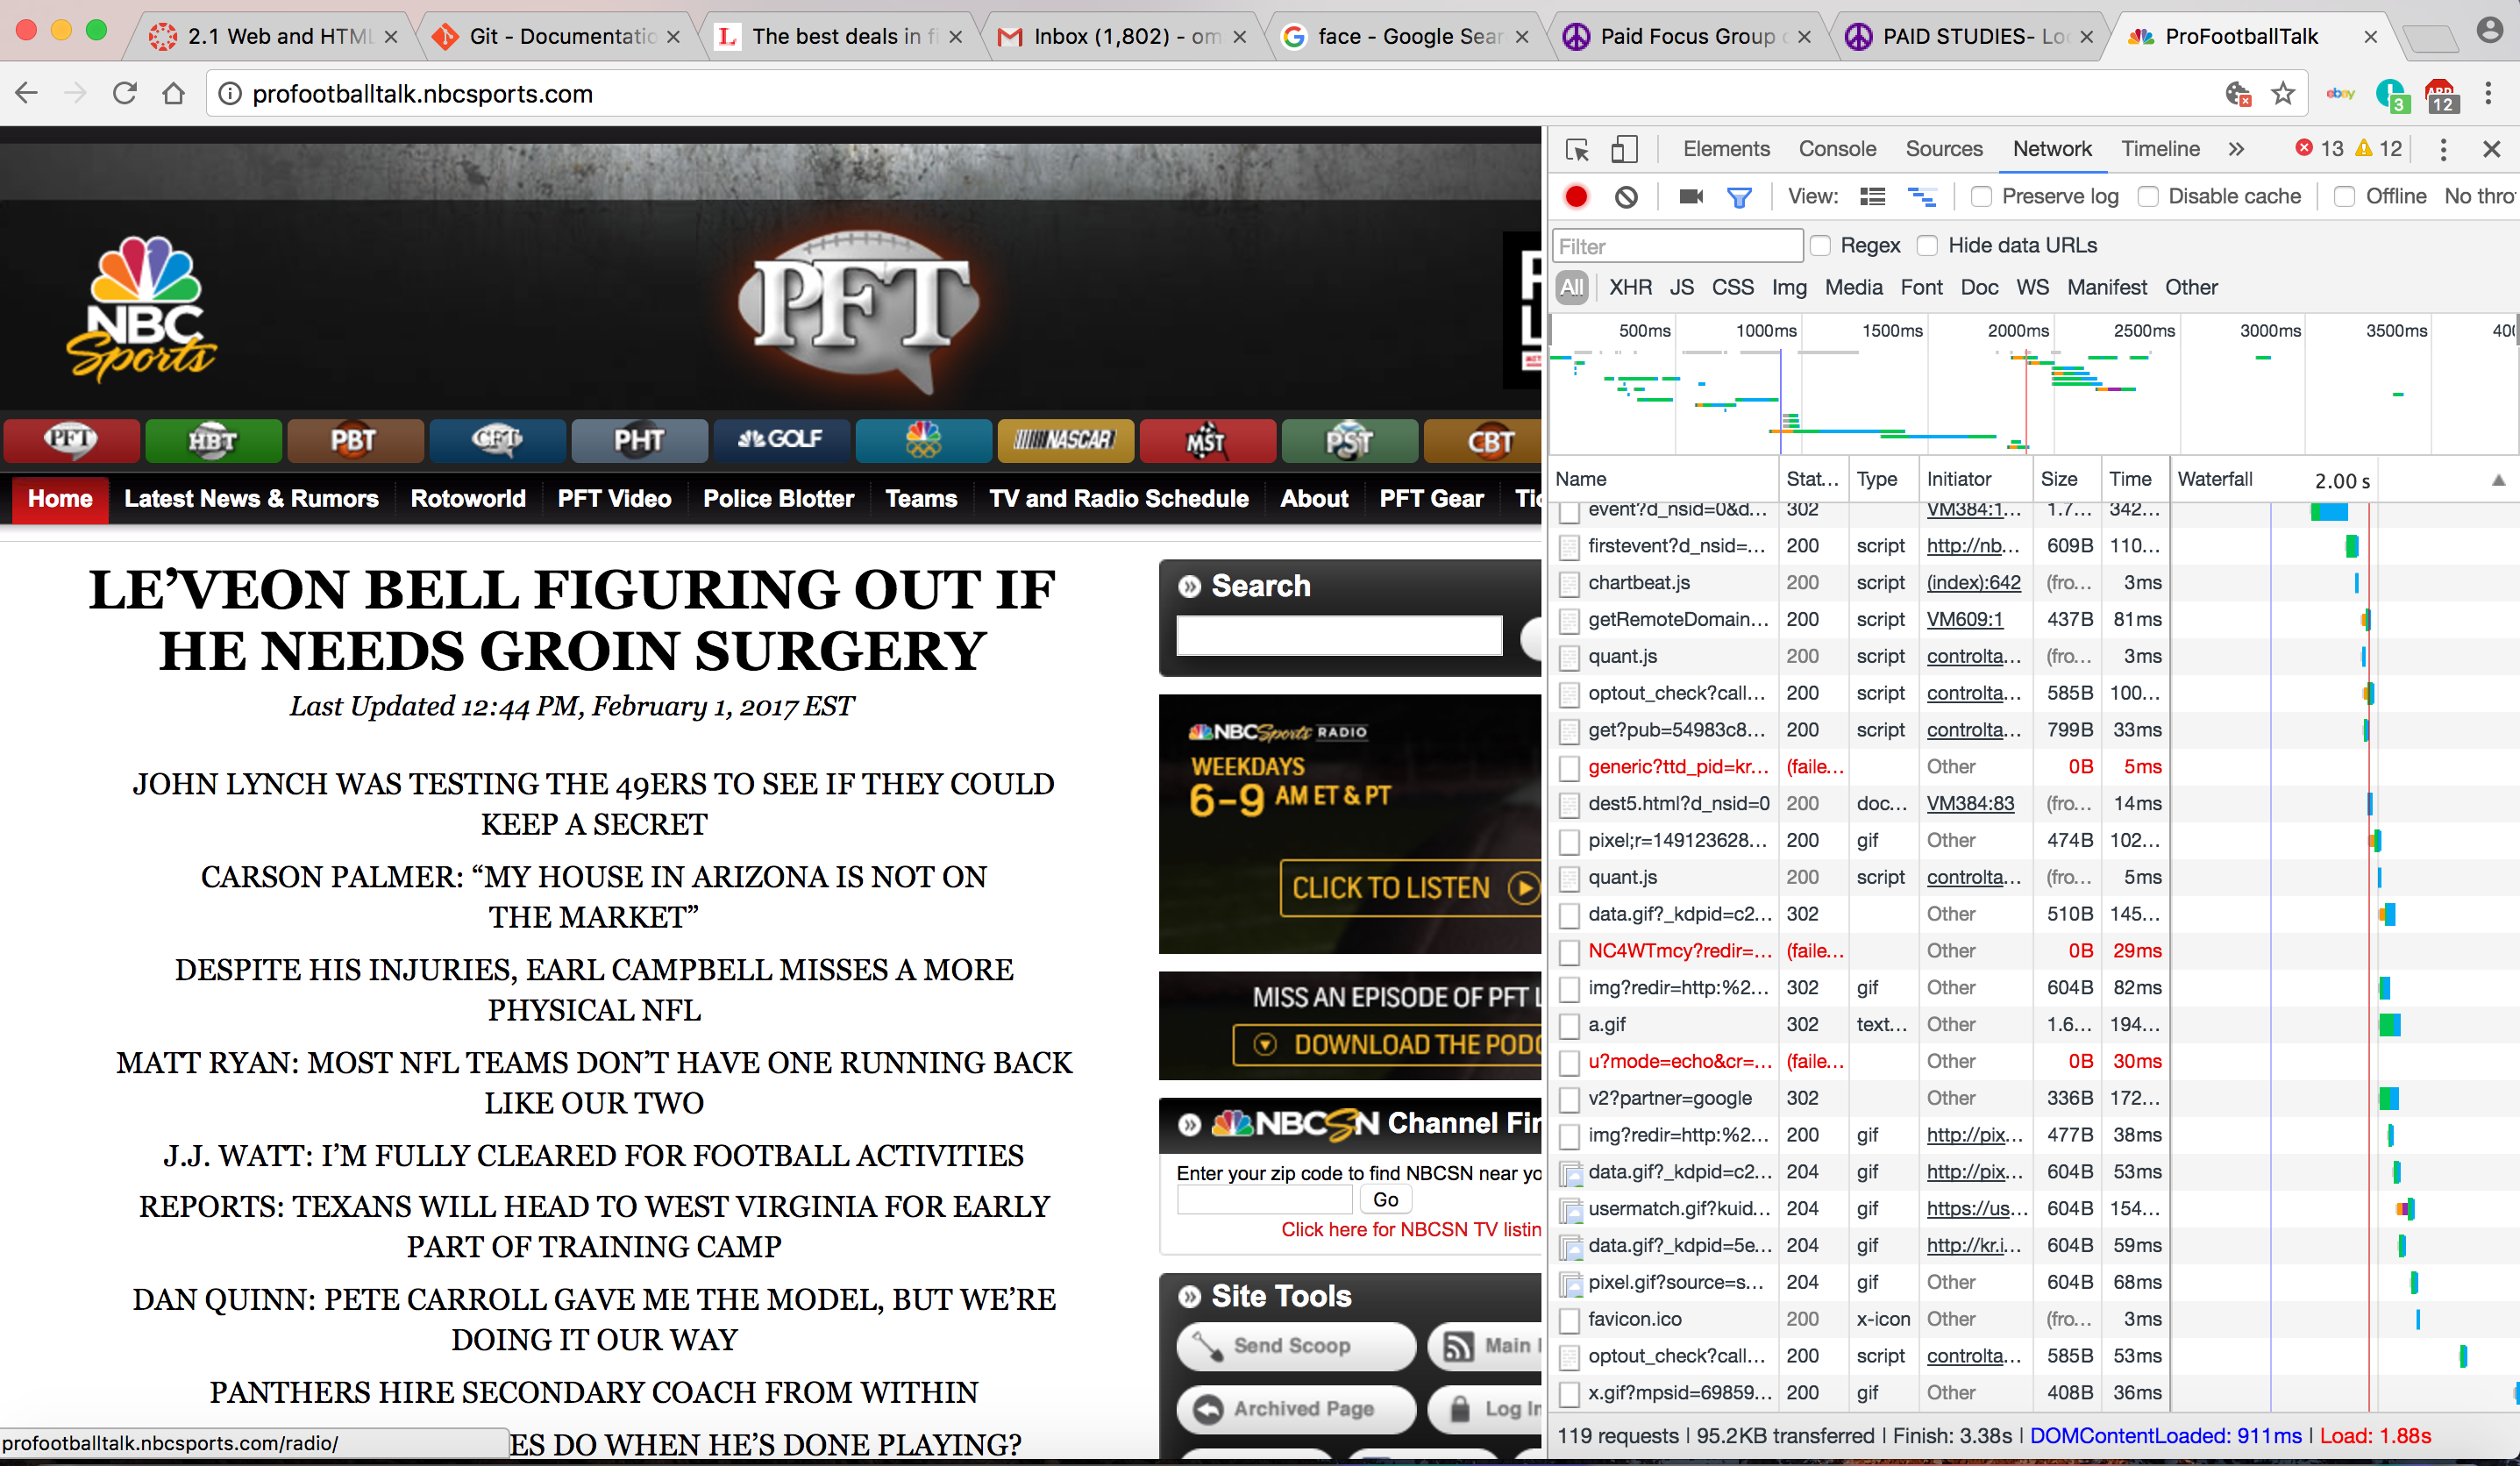 2.1 Web and HTML
Git - Documentatio
The best deals in fi
Inbox (1,802) - om
face - Google Sear
Paid Focus Group
PAID STUDIES- Lo
ProFootballTalk
profootballtalk.nbcsports.com
ebay
3
ABP
12
NBC
Sports
PFT
PFT
HBT
PBT
CFT
PHT
GOLF
NASCAR
MST
PST
CBT
Home
Latest News & Rumors
Rotoworld
PFT Video
Police Blotter
Teams
TV and Radio Schedule
About
PFT Gear
Tic
LE’VEON BELL FIGURING OUT IF
HE NEEDS GROIN SURGERY
Last Updated 12:44 PM, February 1, 2017 EST
JOHN LYNCH WAS TESTING THE 49ERS TO SEE IF THEY COULD
KEEP A SECRET
CARSON PALMER: “MY HOUSE IN ARIZONA IS NOT ON
THE MARKET”
DESPITE HIS INJURIES, EARL CAMPBELL MISSES A MORE
PHYSICAL NFL
MATT RYAN: MOST NFL TEAMS DON’T HAVE ONE RUNNING BACK
LIKE OUR TWO
J.J. WATT: I’M FULLY CLEARED FOR FOOTBALL ACTIVITIES
REPORTS: TEXANS WILL HEAD TO WEST VIRGINIA FOR EARLY
PART OF TRAINING CAMP
DAN QUINN: PETE CARROLL GAVE ME THE MODEL, BUT WE’RE
DOING IT OUR WAY
PANTHERS HIRE SECONDARY COACH FROM WITHIN
ES DO WHEN HE’S DONE PLAYING?
profootballtalk.nbcsports.com/radio/
Search
NBC Sports RADIO
WEEKDAYS
6–9 AM ET & PT
CLICK TO LISTEN
MISS AN EPISODE OF PFT L
DOWNLOAD THE PODC
NBCSN Channel Fin
Enter your zip code to find NBCSN near yo
Go
Click here for NBCSN TV listin
Site Tools
Send Scoop
Main
Archived Page
Log In
Elements Console Sources Network Timeline » 13 12
View: Preserve log Disable cache Offline No thro
Filter Regex Hide data URLs
All XHR JS CSS Img Media Font Doc WS Manifest Other
500ms 1000ms 1500ms 2000ms 2500ms 3000ms 3500ms 400
Name Stat... Type Initiator Size Time Waterfall 2.00 s
event?d_nsid=0&d... 302 VM384:1... 1.7... 342...
firstevent?d_nsid=... 200 script http://nb... 609B 110...
chartbeat.js 200 script (index):642 (fro... 3ms
getRemoteDomain... 200 script VM609:1 437B 81ms
quant.js 200 script controlta... (fro... 3ms
optout_check?call... 200 script controlta... 585B 100...
get?pub=54983c8... 200 script controlta... 799B 33ms
generic?ttd_pid=kr... (faile... Other 0B 5ms
dest5.html?d_nsid=0 200 doc... VM384:83 (fro... 14ms
pixel;r=149123628... 200 gif Other 474B 102...
quant.js 200 script controlta... (fro... 5ms
data.gif?_kdpid=c2... 302 Other 510B 145...
NC4WTmcy?redir=... (faile... Other 0B 29ms
img?redir=http:%2... 302 gif Other 604B 82ms
a.gif 302 text... Other 1.6... 194...
u?mode=echo&cr=... (faile... Other 0B 30ms
v2?partner=google 302 Other 336B 172...
img?redir=http:%2... 200 gif http://pix... 477B 38ms
data.gif?_kdpid=c2... 204 gif http://pix... 604B 53ms
usermatch.gif?kuid... 204 gif https://us... 604B 154...
data.gif?_kdpid=5e... 204 gif http://kr.i... 604B 59ms
pixel.gif?source=s... 204 gif Other 604B 68ms
favicon.ico 200 x-icon Other (fro... 3ms
optout_check?call... 200 script controlta... 585B 53ms
x.gif?mpsid=69859... 200 gif Other 408B 36ms
119 requests | 95.2KB transferred | Finish: 3.38s | DOMContentLoaded: 911ms | Load: 1.88s